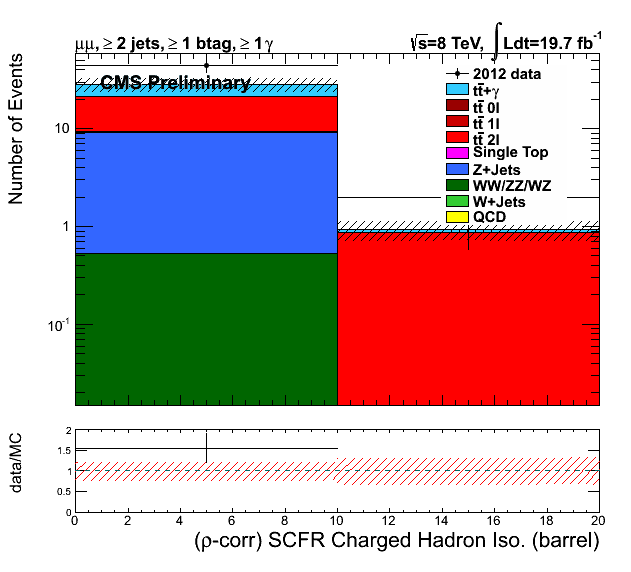 μμ, ≥ 2 jets, ≥ 1 btag, ≥ 1 γ
√s=8 TeV, ∫ Ldt=19.7 fb⁻¹
CMS Preliminary
Number of Events
10
1
10⁻¹
2012 data
tt̄+γ
tt̄ 0l
tt̄ 1l
tt̄ 2l
Single Top
Z+Jets
WW/ZZ/WZ
W+Jets
QCD
data/MC
2
1.5
1
0.5
0
0 2 4 6 8 10 12 14 16 18 20
(ρ-corr) SCFR Charged Hadron Iso. (barrel)